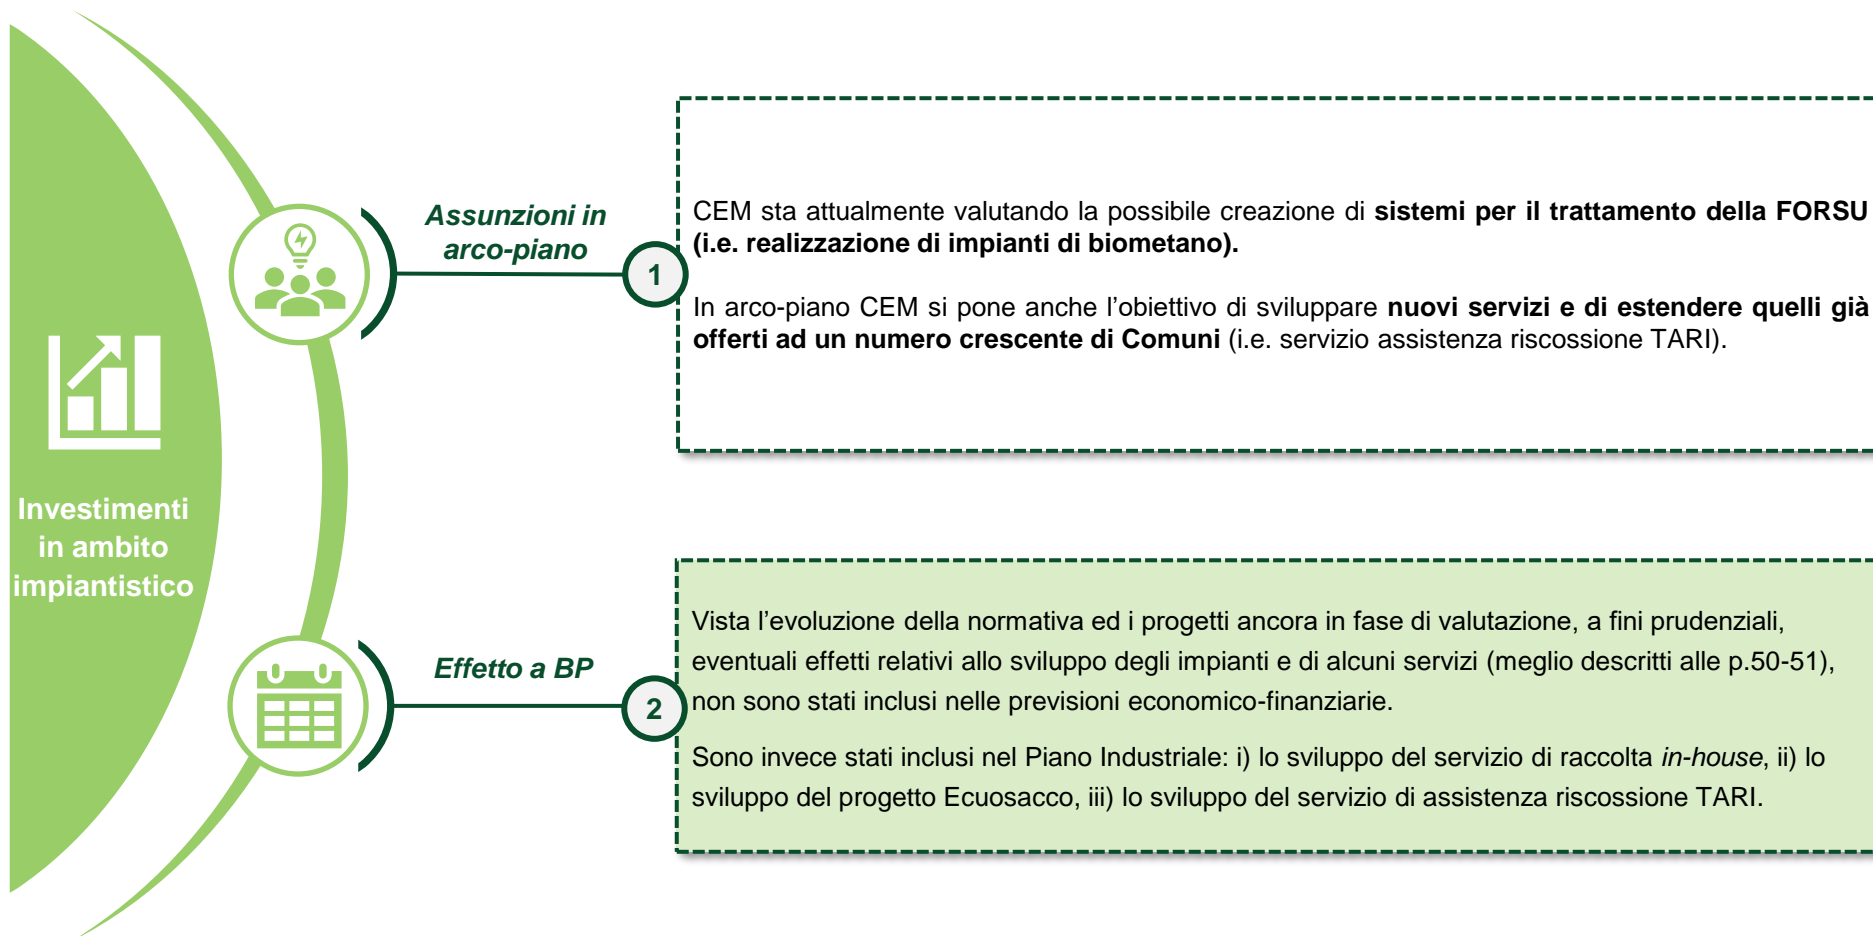 Investimenti
in ambito
impiantistico
Assunzioni in
arco-piano
1
CEM sta attualmente valutando la possibile creazione di sistemi per il trattamento della FORSU
(i.e. realizzazione di impianti di biometano).
In arco-piano CEM si pone anche l’obiettivo di sviluppare nuovi servizi e di estendere quelli già
offerti ad un numero crescente di Comuni (i.e. servizio assistenza riscossione TARI).
Effetto a BP
2
Vista l’evoluzione della normativa ed i progetti ancora in fase di valutazione, a fini prudenziali,
eventuali effetti relativi allo sviluppo degli impianti e di alcuni servizi (meglio descritti alle p.50-51),
non sono stati inclusi nelle previsioni economico-finanziarie.
Sono invece stati inclusi nel Piano Industriale: i) lo sviluppo del servizio di raccolta in-house, ii) lo
sviluppo del progetto Ecuosacco, iii) lo sviluppo del servizio di assistenza riscossione TARI.